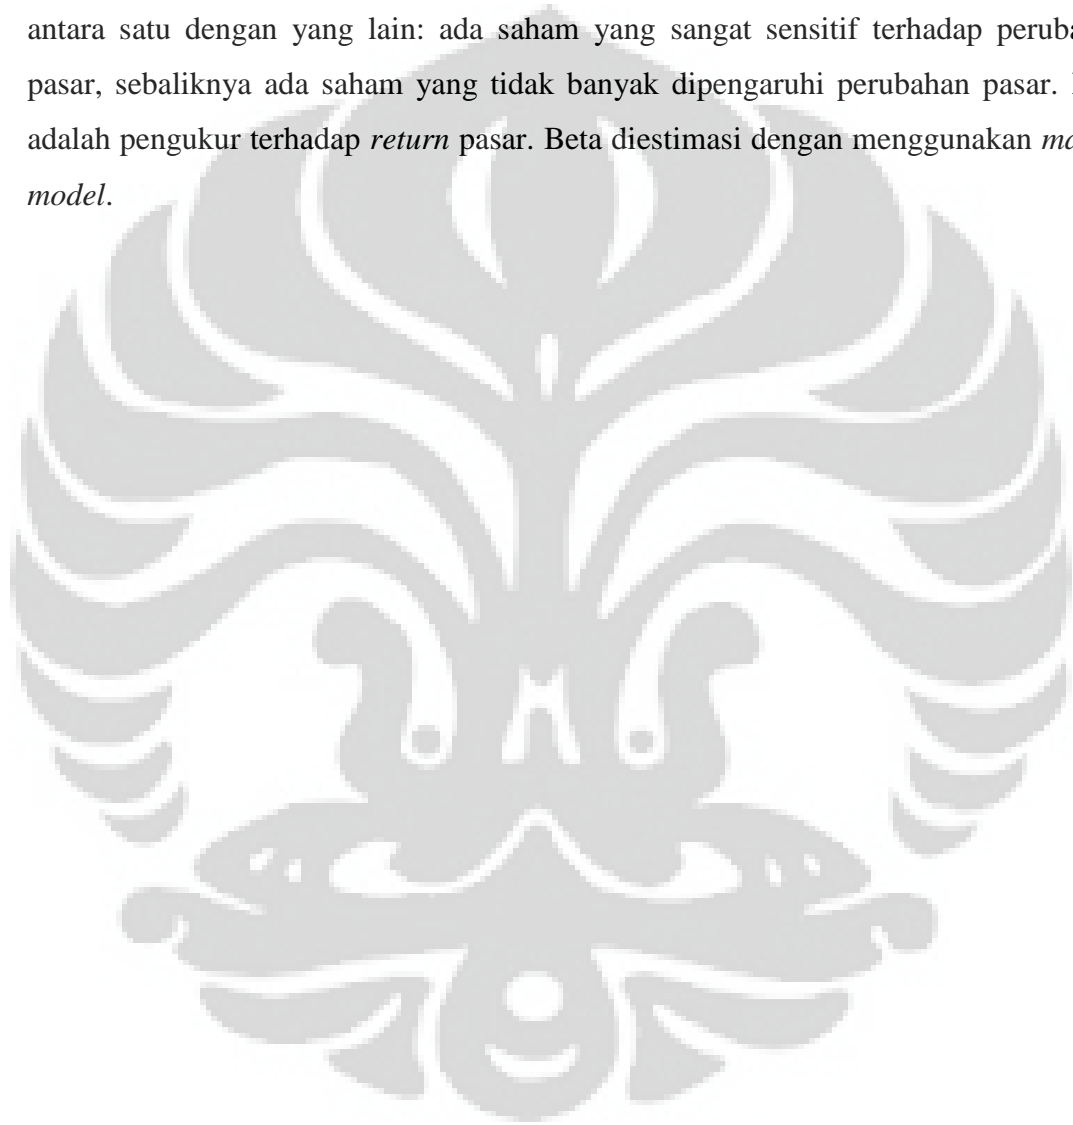 antara satu dengan yang lain: ada saham yang sangat sensitif terhadap peruba
pasar, sebaliknya ada saham yang tidak banyak dipengaruhi perubahan pasar.
adalah pengukur terhadap return pasar. Beta diestimasi dengan menggunakan
model.